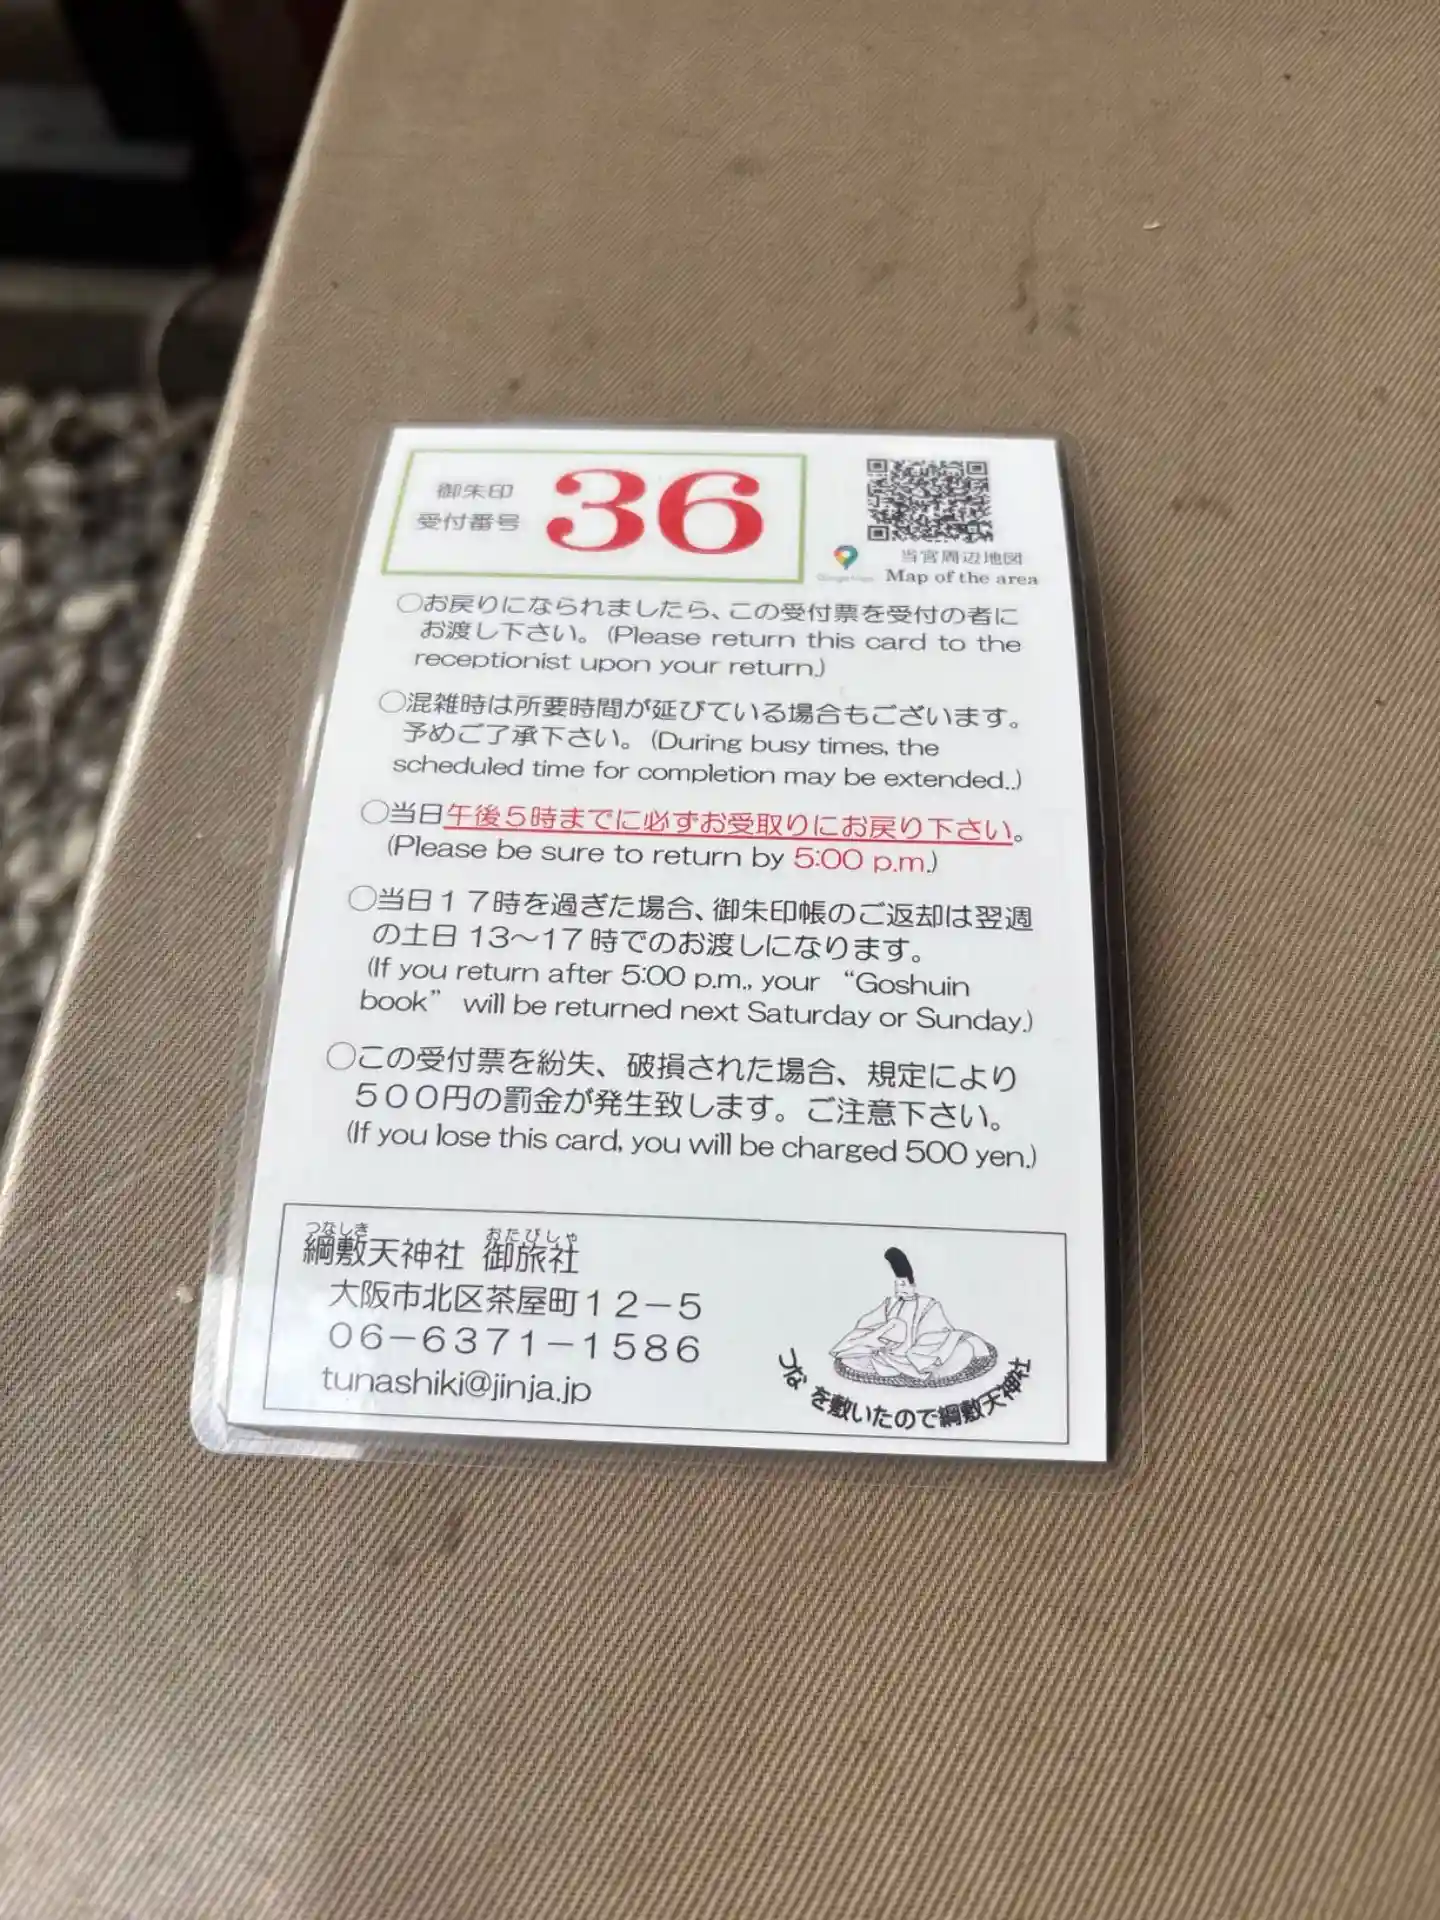 御朱印
受付番号
36
当宮周辺地図
Map of the area
○お戻りになられましたら、この受付票を受付の者に
お渡し下さい。(Please return this card to the
receptionist upon your return.)
○混雑時は所要時間が延びている場合もございます。
予めご了承下さい。(During busy times, the
scheduled time for completion may be extended..)
○当日午後5時までに必ずお受取りにお戻り下さい。
(Please be sure to return by 5:00 p.m.)
○当日17時を過ぎた場合、御朱印帳のご返却は翌週
の土日 13～17 時でのお渡しになります。
(If you return after 5:00 p.m., your “Goshuin
book” will be returned next Saturday or Sunday.)
○この受付票を紛失、破損された場合、規定により
500円の罰金が発生致します。ご注意下さい。
(If you lose this card, you will be charged 500 yen.)
つなしき おたびしゃ
綱敷天神社 御旅社
大阪市北区茶屋町12－5
06－6371－1586
tunashiki@jinja.jp
つなを敷いたので綱敷天神社